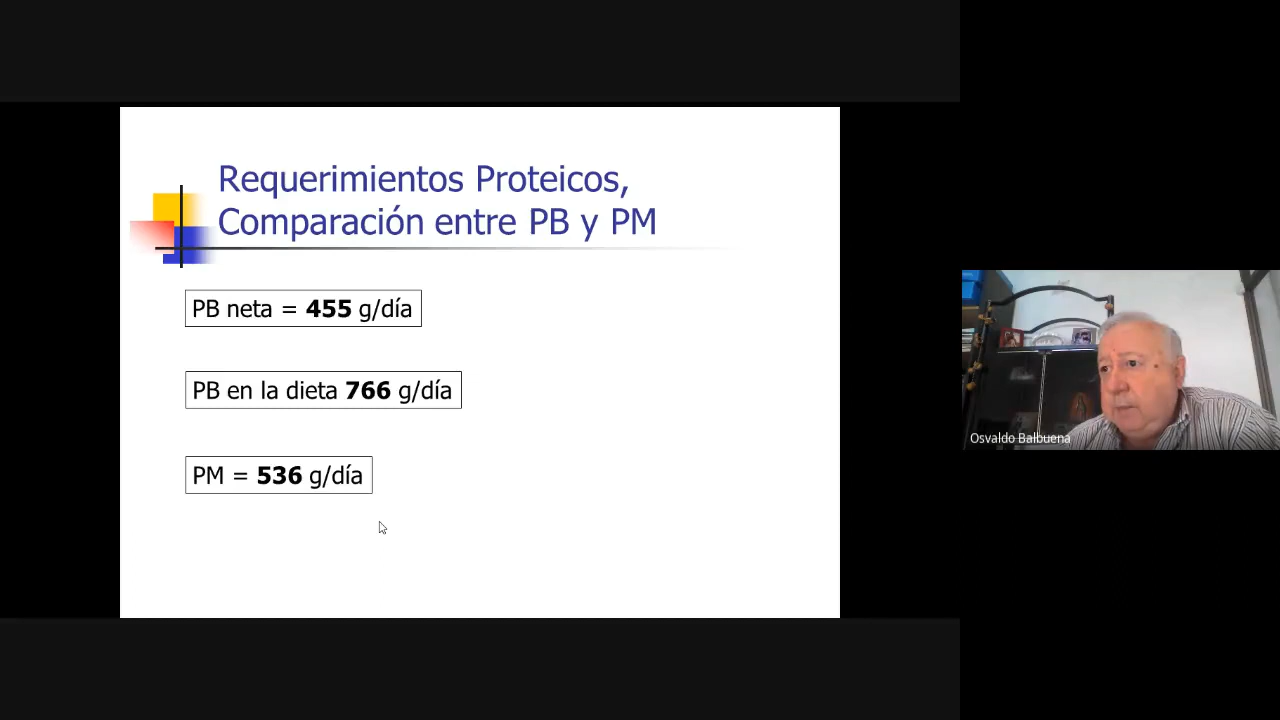 Requerimientos Proteicos,
Comparación entre PB y PM
PB neta = 455 g/día
PB en la dieta 766 g/día
PM = 536 g/día
Osvaldo Balbuena